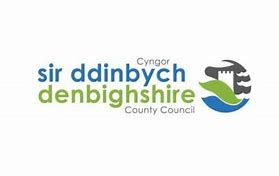 Cyngor
sir ddinbych
denbighshire
County Council